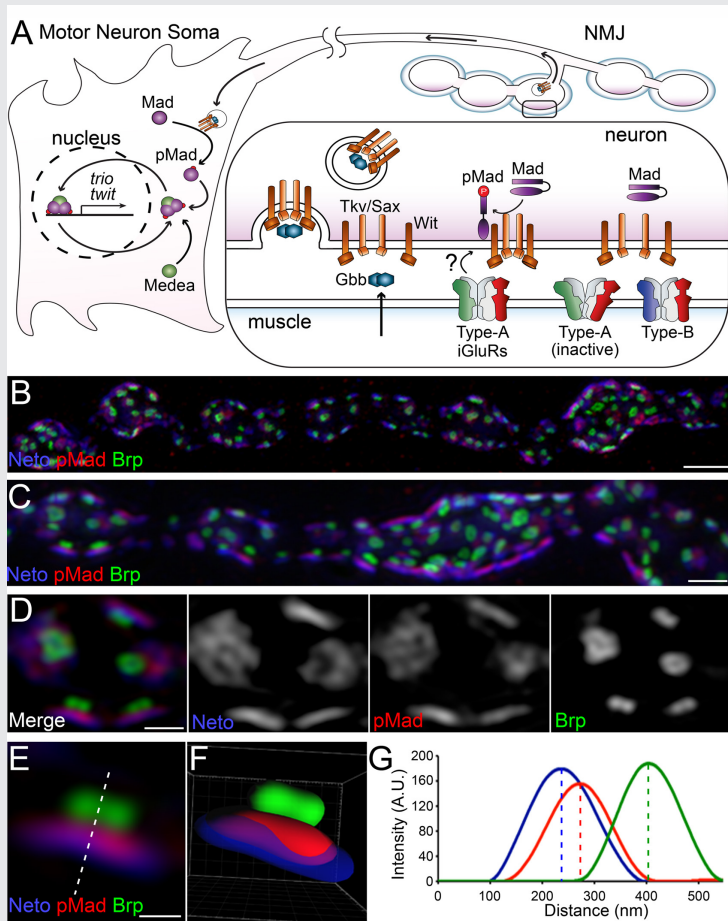 A Motor Neuron Soma
NMJ
Mad
nucleus
pMad
trio
twit
Medea
neuron
Tkv/Sax
Wit
Gbb
pMad
P
Mad
?
muscle
Type-A
iGluRs
Type-A
(inactive)
Type-B
B
Neto pMad Brp
C
Neto pMad Brp
D
Merge
Neto
pMad
Brp
E
Neto pMad Brp
F
G
Intensity (A.U.)
200
160
120
80
40
0
0 100 200 300 400 500
Distance (nm)